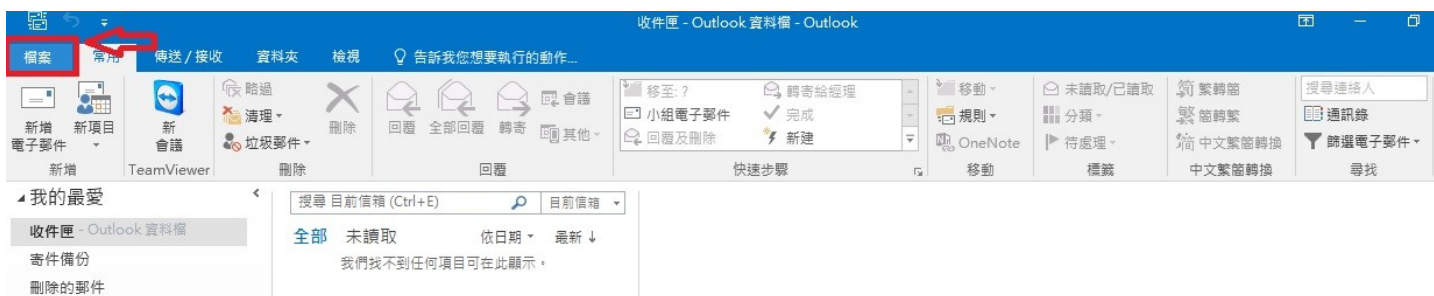 收件匣 - Outlook 資料檔 - Outlook
檔案 常用 傳送 / 接收 資料夾 檢視 告訴我您想要執行的動作...
新增
電子郵件
新項目
新增
新
會議
TeamViewer
略過
清理
垃圾郵件
刪除
刪除
回覆 全部回覆 轉寄
會議
其他
回覆
移至: ? 轉寄給經理
小組電子郵件 完成
回覆及刪除 新建
快速步驟
移動
規則
OneNote
移動
未讀取/已讀取
分類
待處理
標籤
繁轉簡
簡轉繁
中文繁簡轉換
中文繁簡轉換
搜尋連絡人
通訊錄
篩選電子郵件
尋找
我的最愛
收件匣 - Outlook 資料檔
寄件備份
刪除的郵件
搜尋 目前信箱 (Ctrl+E) 目前信箱
全部 未讀取 依日期 最新 ↓
我們找不到任何項目可在此顯示。